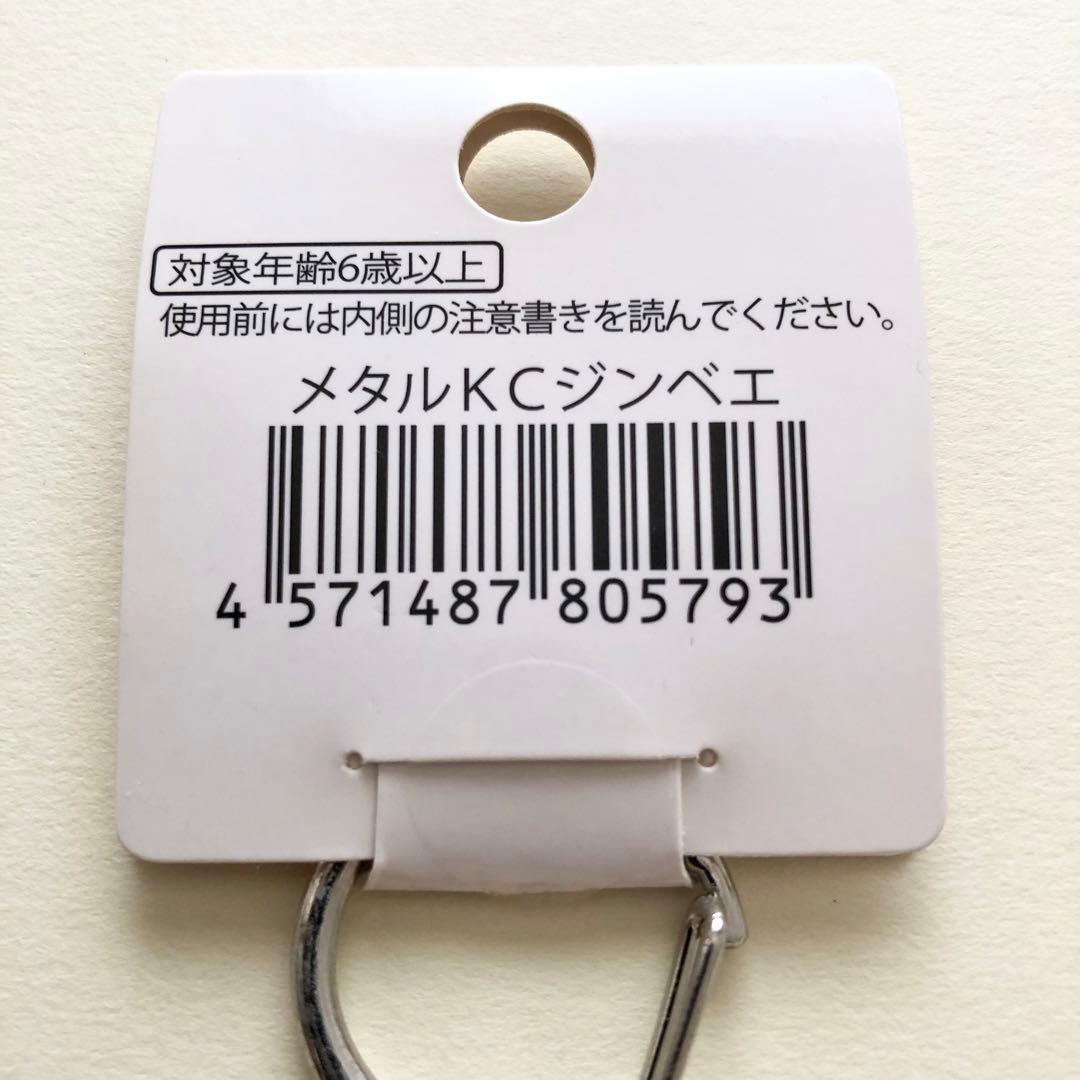 対象年齢6歳以上
使用前には内側の注意書きを読んでください。
メタルKCジンベエ
4 571487 805793